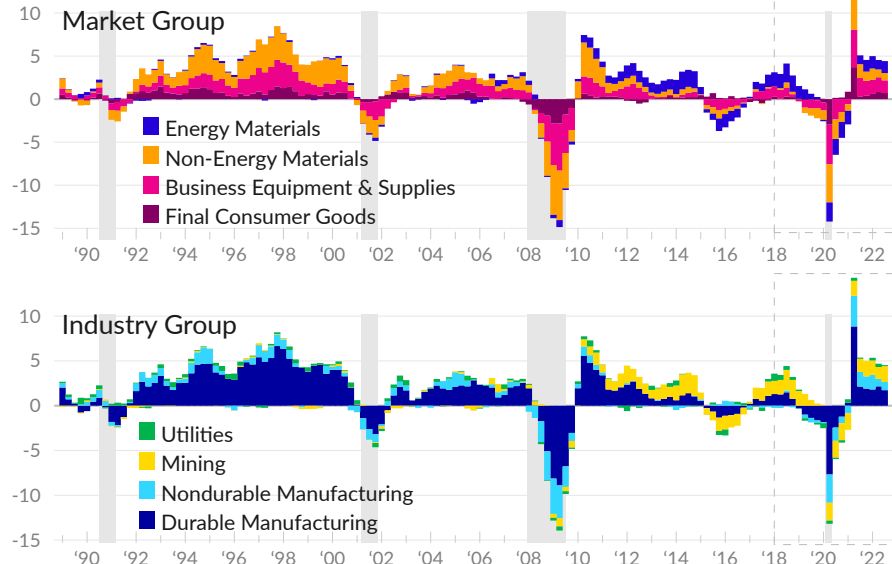 10
Market Group
5
0
Energy Materials
-5
Non-Energy Materials
-10
Business Equipment & Supplies
Final Consumer Goods
-15
‘90 ‘92 ‘94 ‘96 ‘98 ‘00 ‘02 ‘04 ‘06 ‘08 ‘10 ‘12 ‘14 ‘16 ‘18 ‘20 ‘22
10
Industry Group
5
0
Utilities
-5
Mining
-10
Nondurable Manufacturing
Durable Manufacturing
-15
‘90 ‘92 ‘94 ‘96 ‘98 ‘00 ‘02 ‘04 ‘06 ‘08 ‘10 ‘12 ‘14 ‘16 ‘18 ‘20 ‘22